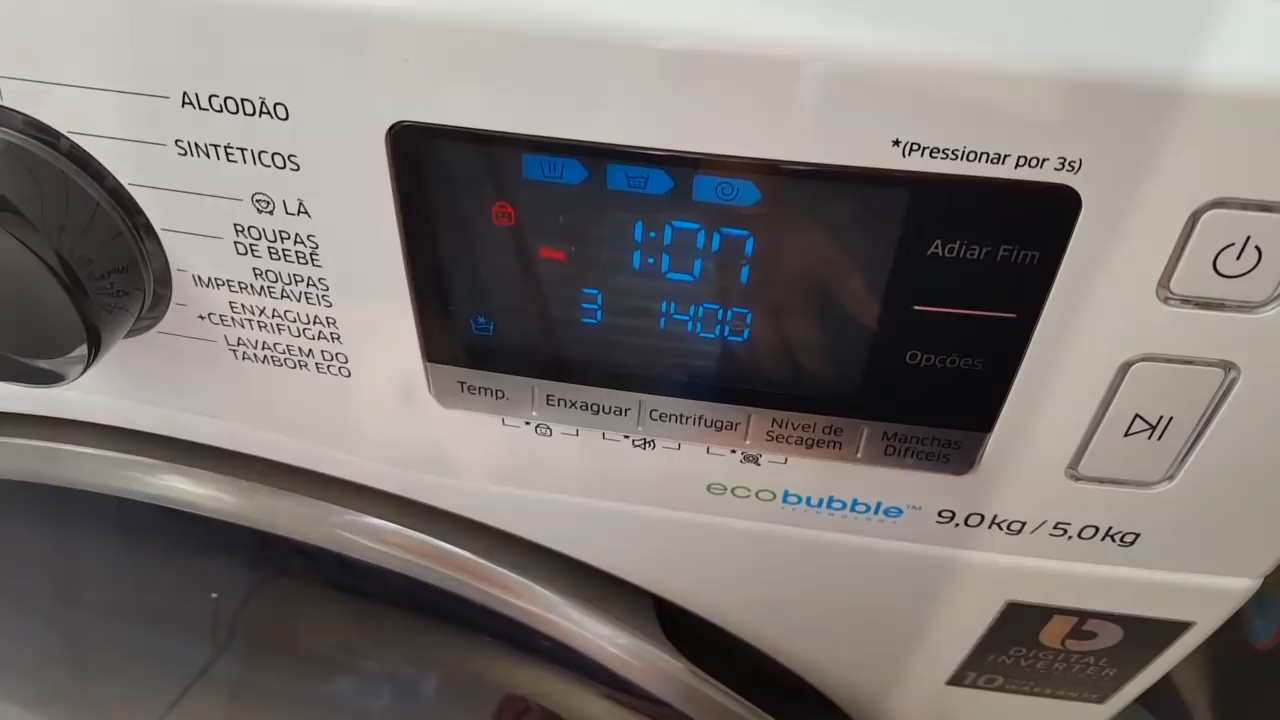 ALGODÃO
SINTÉTICOS
LÃ
ROUPAS
DE BEBÊ
ROUPAS
IMPERMEÁVEIS
ENXAGUAR
+CENTRIFUGAR
LAVAGEM DO
TAMBOR ECO
*(Pressionar por 3s)
1:07
3 1400
Adiar Fim
Opções
Temp.
Enxaguar
Centrifugar
Nível de
Secagem
Manchas
Difíceis
ecobubble™
TECHNOLOGY
9,0kg/5,0kg
DIGITAL
INVERTER
10